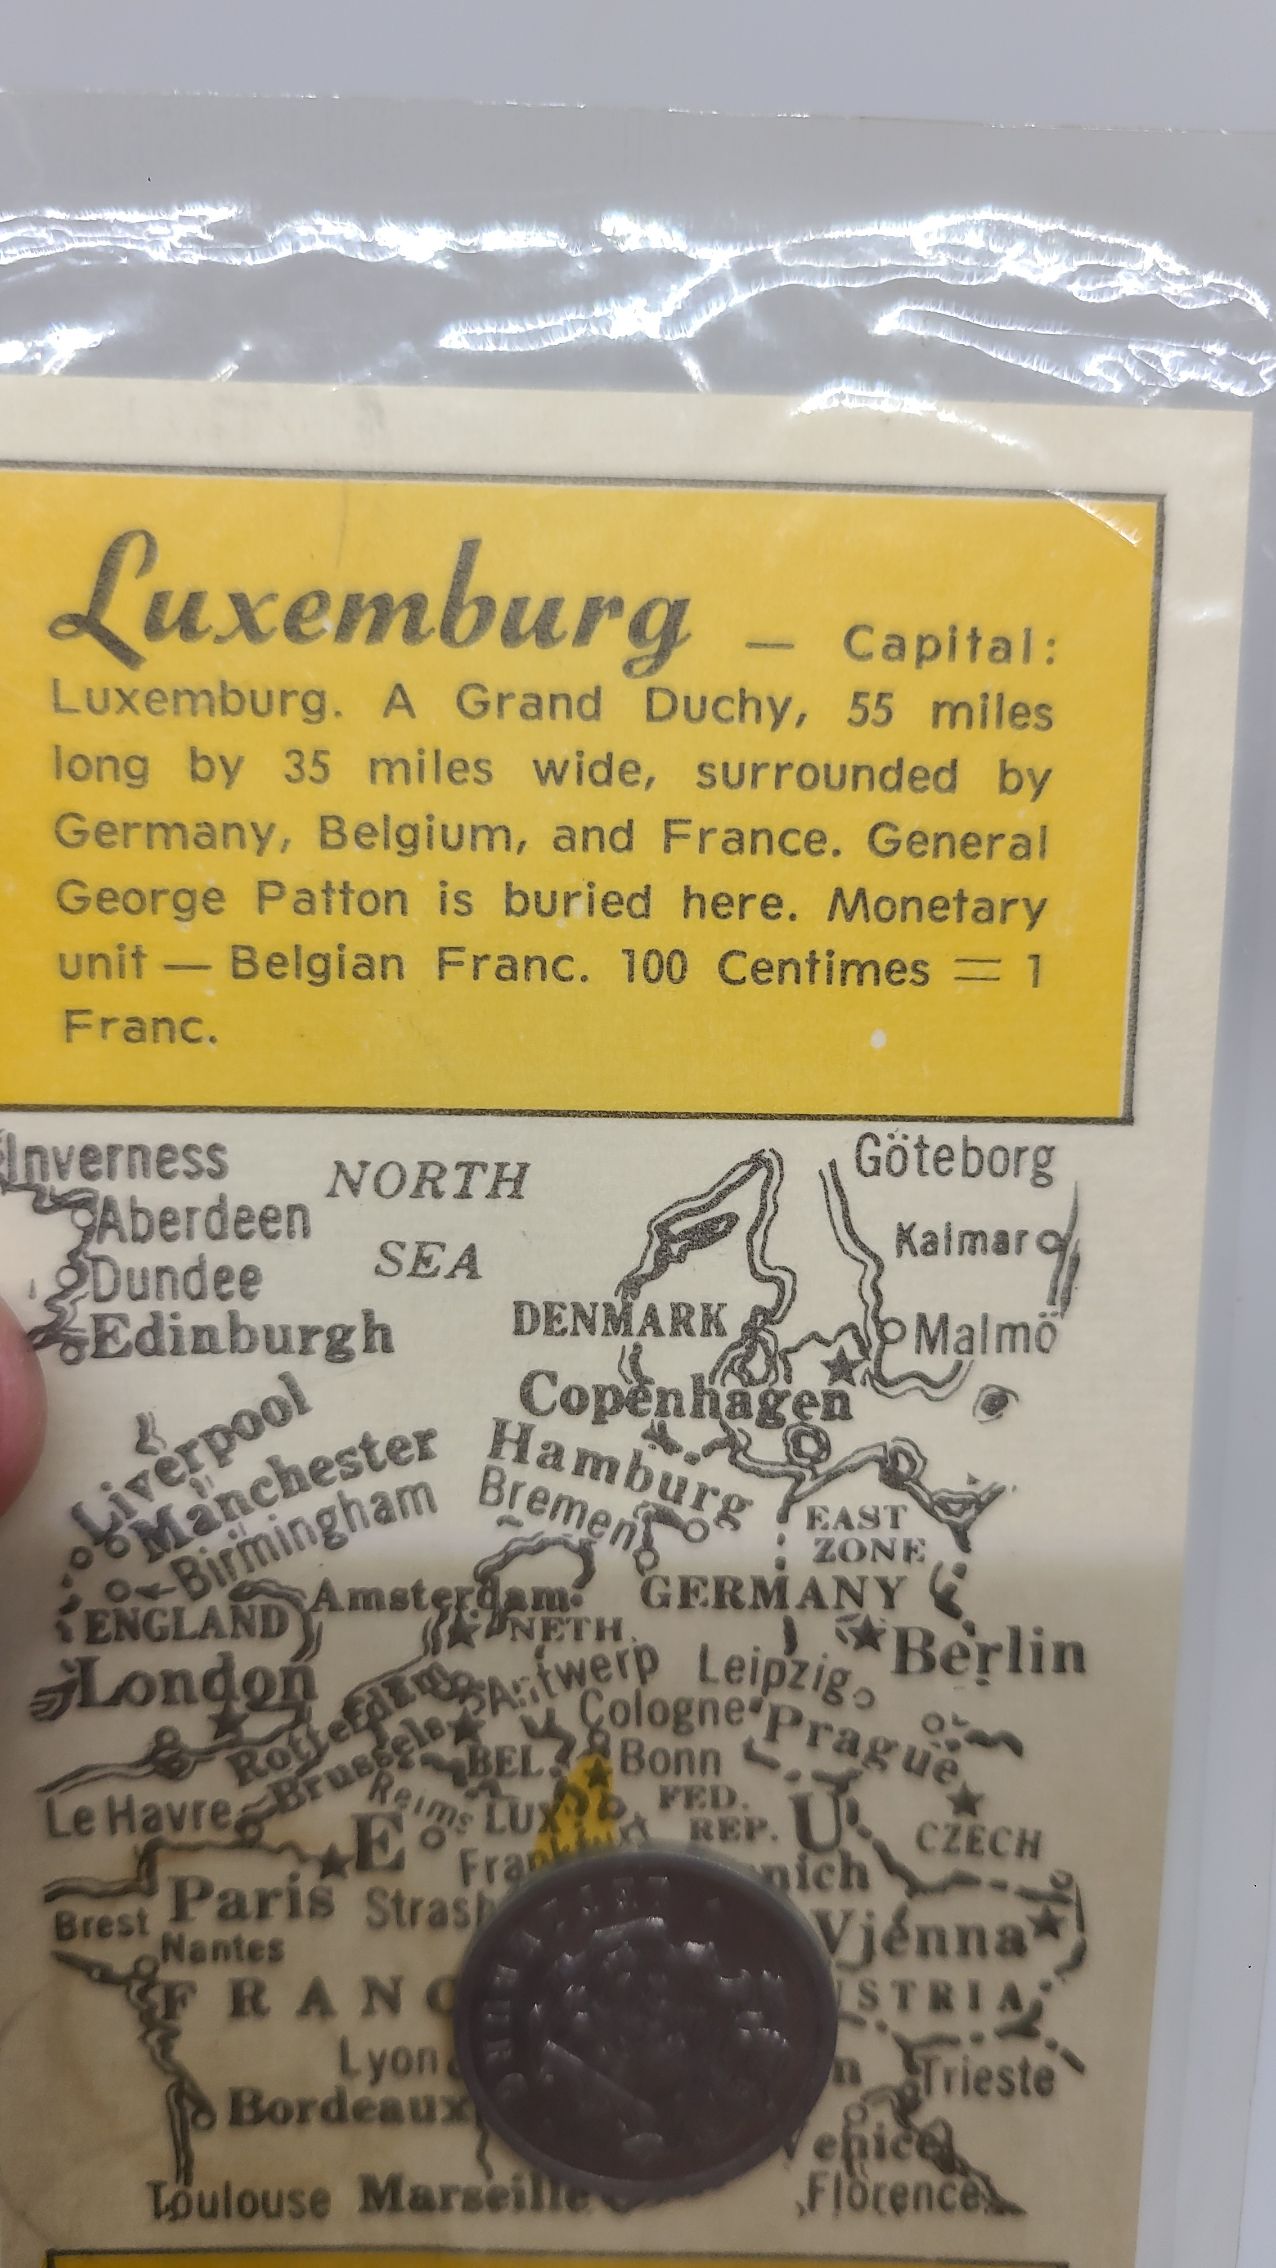 Luxemburg — Capital:
Luxemburg. A Grand Duchy, 55 miles
long by 35 miles wide, surrounded by
Germany, Belgium, and France. General
George Patton is buried here. Monetary
unit — Belgian Franc. 100 Centimes = 1
Franc.
Inverness
NORTH
SEA
Göteborg
Aberdeen
Kalmar
Dundee
Edinburgh
DENMARK
Malmö
Copenhagen
Liverpool
Manchester
Birmingham
Hamburg
Bremen
EAST
ZONE
ENGLAND
Amsterdam
NETH.
GERMANY
Berlin
London
Rotterdam
Antwerp
Leipzig
Cologne
Prague
Brussels
BEL.
Bonn
Le Havre
Reims
LUX
FED.
REP.
E
U
CZECH
Paris
Strasb
nich
Brest
Nantes
Vienna
FRANC
USTRIA
Lyon
Trieste
Bordeaux
Venice
Toulouse
Marseille
Florence